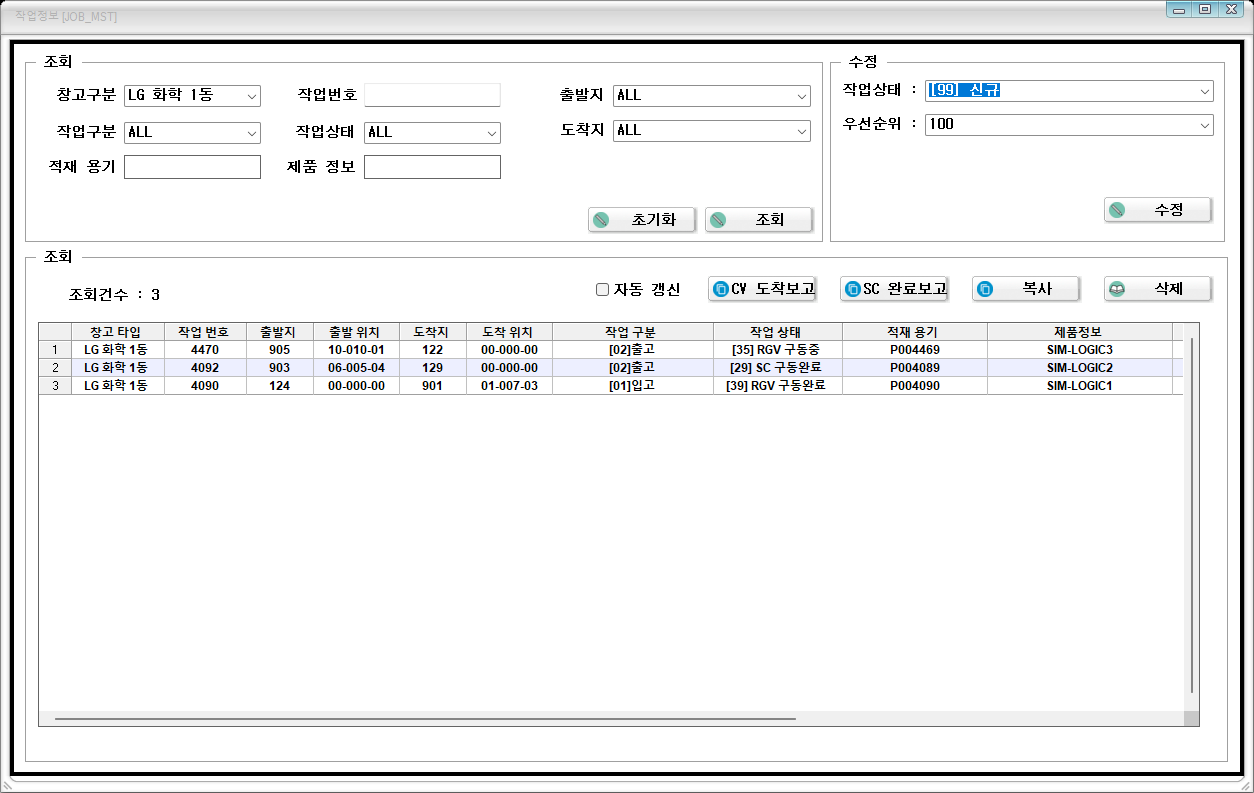 작업정보 [JOB_MST]
조회
창고구분 LG 화학 1동 작업번호 출발지 ALL
작업구분 ALL 작업상태 ALL 도착지 ALL
적재 용기 제품 정보
초기화 조회
수정
작업상태 : [99] 신규
우선순위 : 100
수정
조회
조회건수 : 3 자동 갱신 CV 도착보고 SC 완료보고 복사 삭제
창고 타입 작업 번호 출발지 출발 위치 도착지 도착 위치 작업 구분 작업 상태 적재 용기 제품정보
1 LG 화학 1동 4470 905 10-010-01 122 00-000-00 [02]출고 [35] RGV 구동중 P004469 SIM-LOGIC3
2 LG 화학 1동 4092 903 06-005-04 129 00-000-00 [02]출고 [29] SC 구동완료 P004089 SIM-LOGIC2
3 LG 화학 1동 4090 124 00-000-00 901 01-007-03 [01]입고 [39] RGV 구동완료 P004090 SIM-LOGIC1